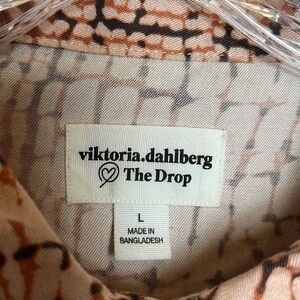 viktoria.dahlberg
The Drop
L
MADE IN
BANGLADESH